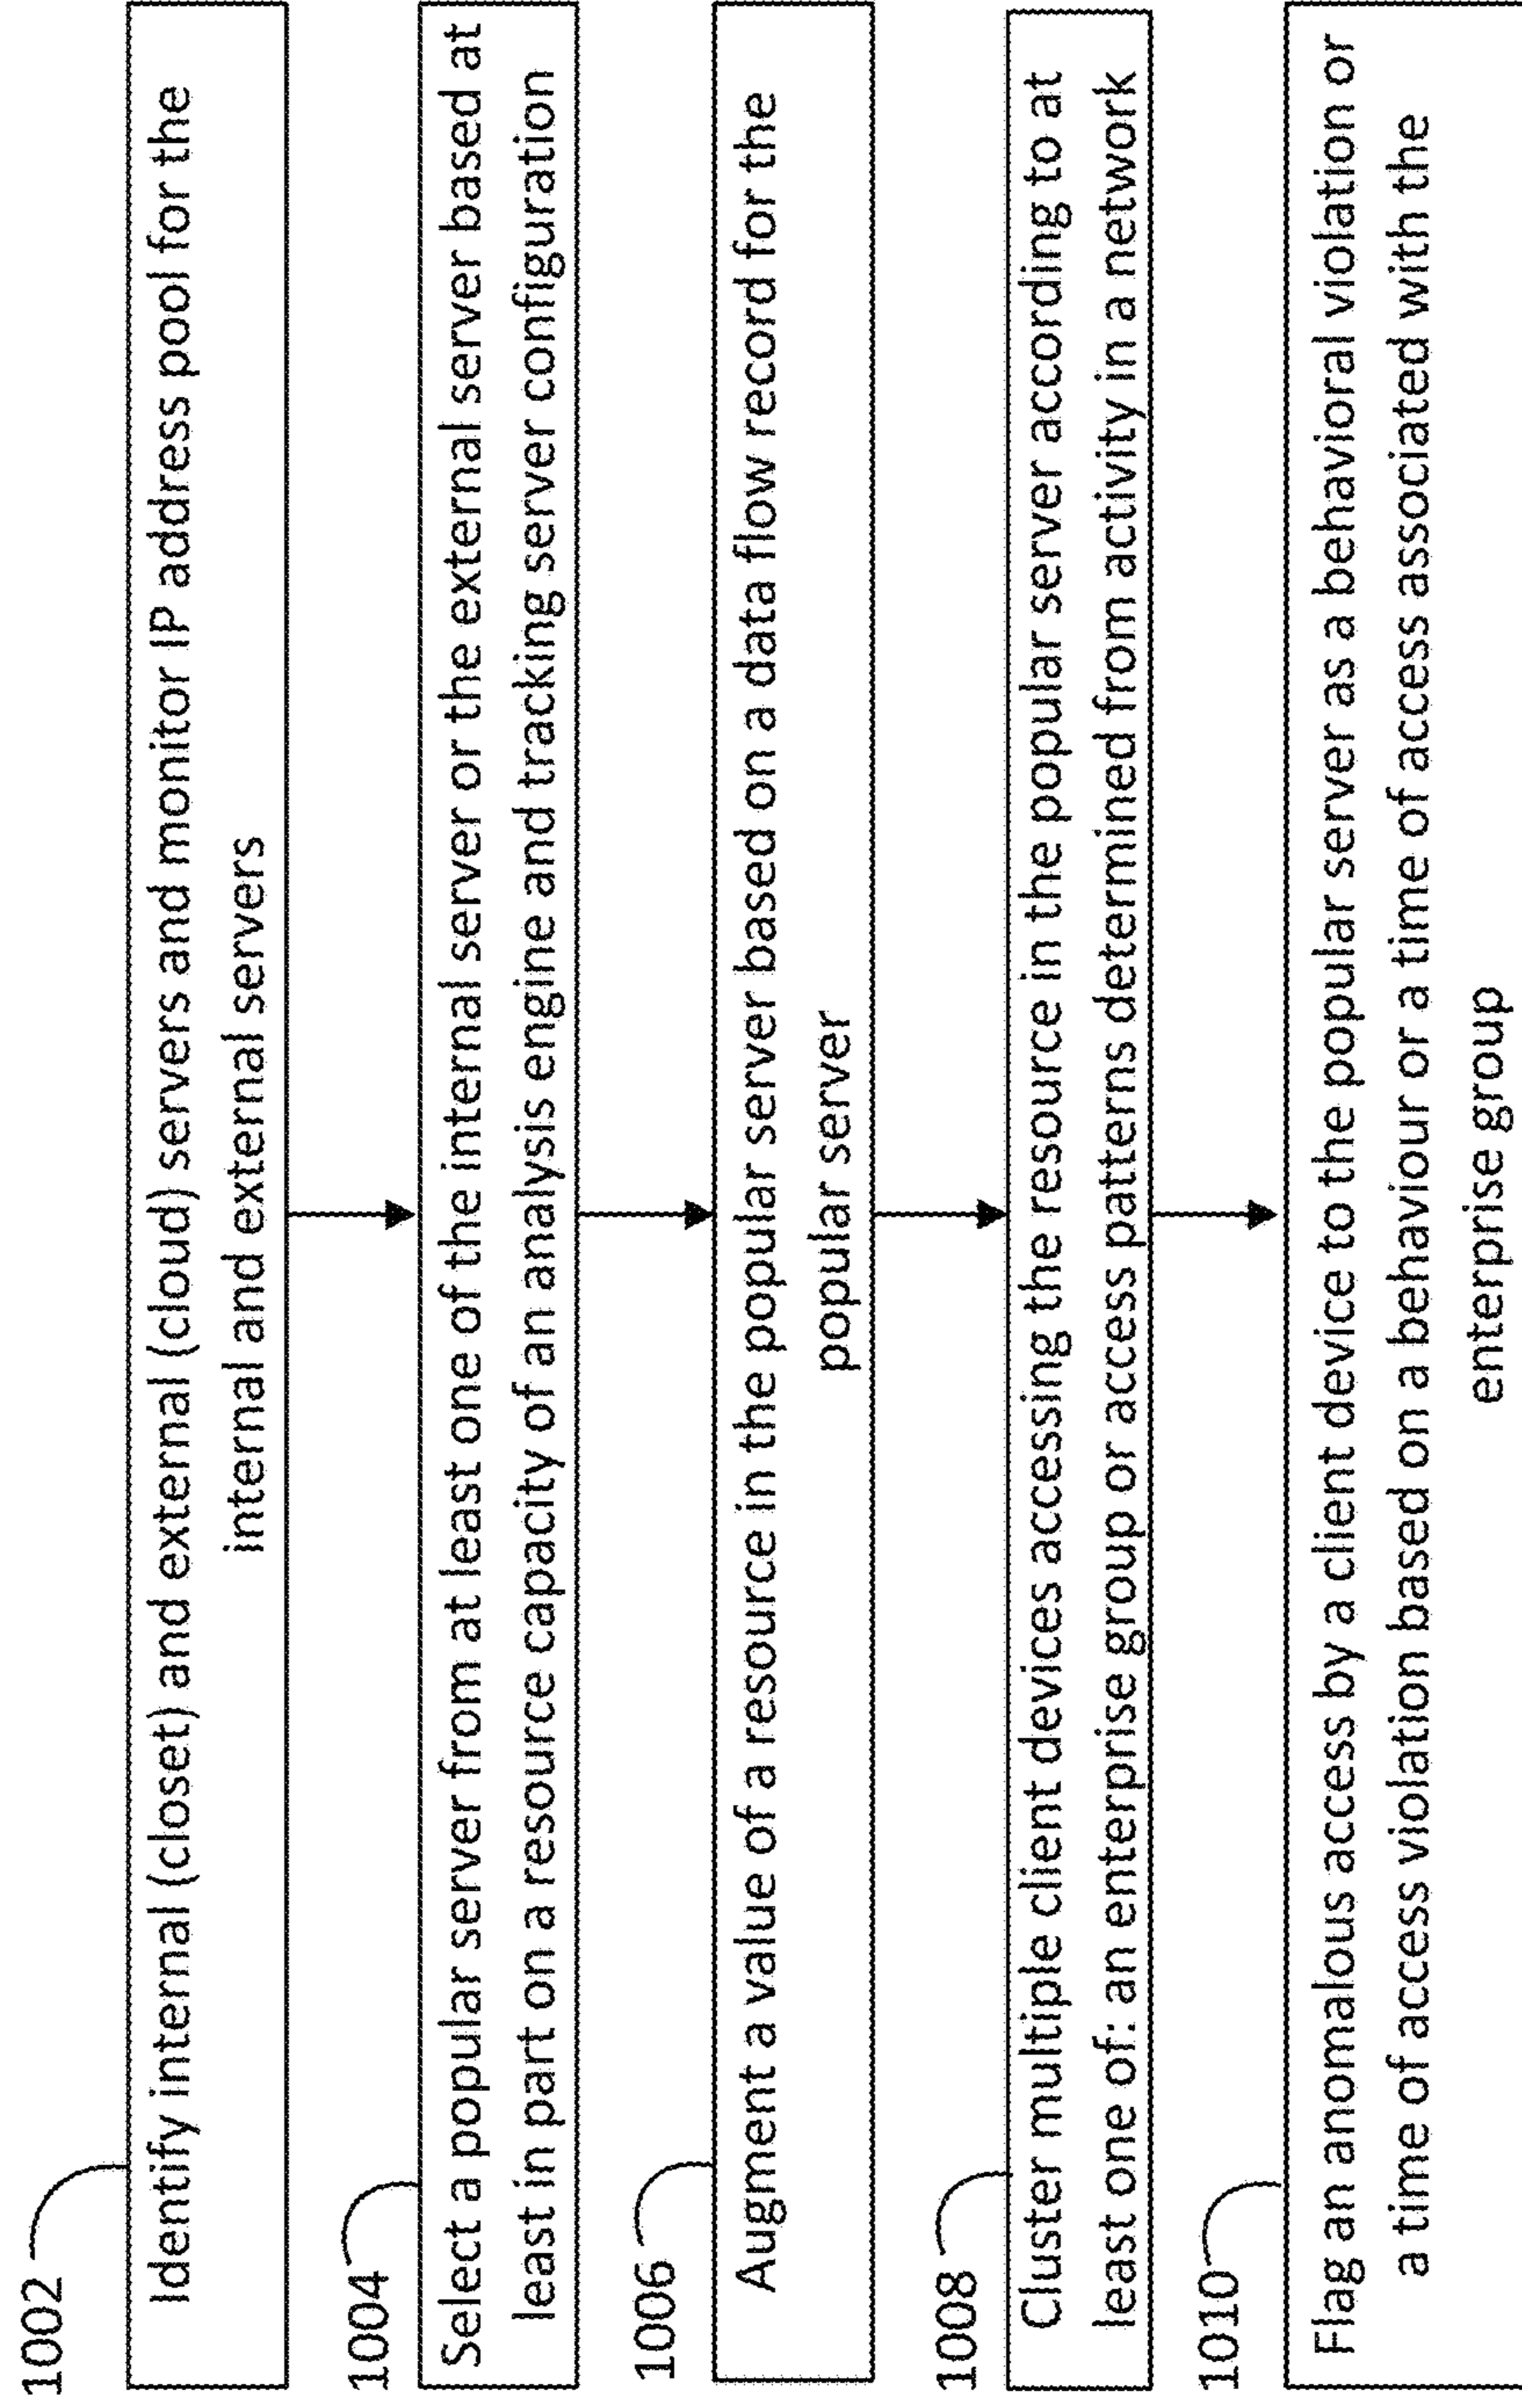 1002
Identify internal (closet) and external (cloud) servers and monitor IP address pool for the
internal and external servers
1004
Select a popular server from at least one of the internal server or the external server based at
least in part on a resource capacity of an analysis engine and tracking server configuration
1006
Augment a value of a resource in the popular server based on a data flow record for the
popular server
1008
Cluster multiple client devices accessing the resource in the popular server according to at
least one of: an enterprise group or access patterns determined from activity in a network
1010
Flag an anomalous access by a client device to the popular server as a behavioral violation or
a time of access violation based on a behaviour or a time of access associated with the
enterprise group